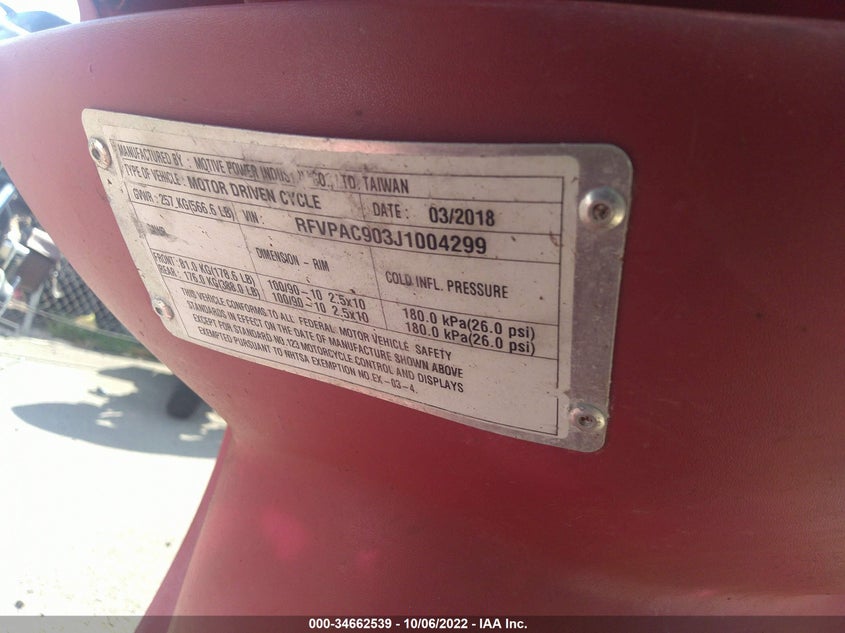 MANUFACTURED BY : MOTIVE POWER INDUST CO., LTD. TAIWAN
TYPE OF VEHICLE : MOTOR DRIVEN CYCLE DATE : 03/2018
GVWR : 257 KG(566.6 LB) VIN : RFVPAC903J1004299
DIMENSION - RIM COLD INFL. PRESSURE
FRONT: 81.0 KG(178.6 LB) 100/90-10 2.5x10 180.0 kPa(26.0 psi)
REAR: 176.0 KG(388.0 LB) 100/90-10 2.5x10 180.0 kPa(26.0 psi)
THIS VEHICLE CONFORMS TO ALL FEDERAL MOTOR VEHICLE SAFETY
STANDARDS IN EFFECT ON THE DATE OF MANUFACTURE SHOWN ABOVE
EXCEPT FOR STANDARD NO.123 MOTORCYCLE CONTROL AND DISPLAYS
EXEMPTED PURSUANT TO NHTSA EXEMPTION NO.EX-03-4.
000-34662539 - 10/06/2022 - IAA Inc.